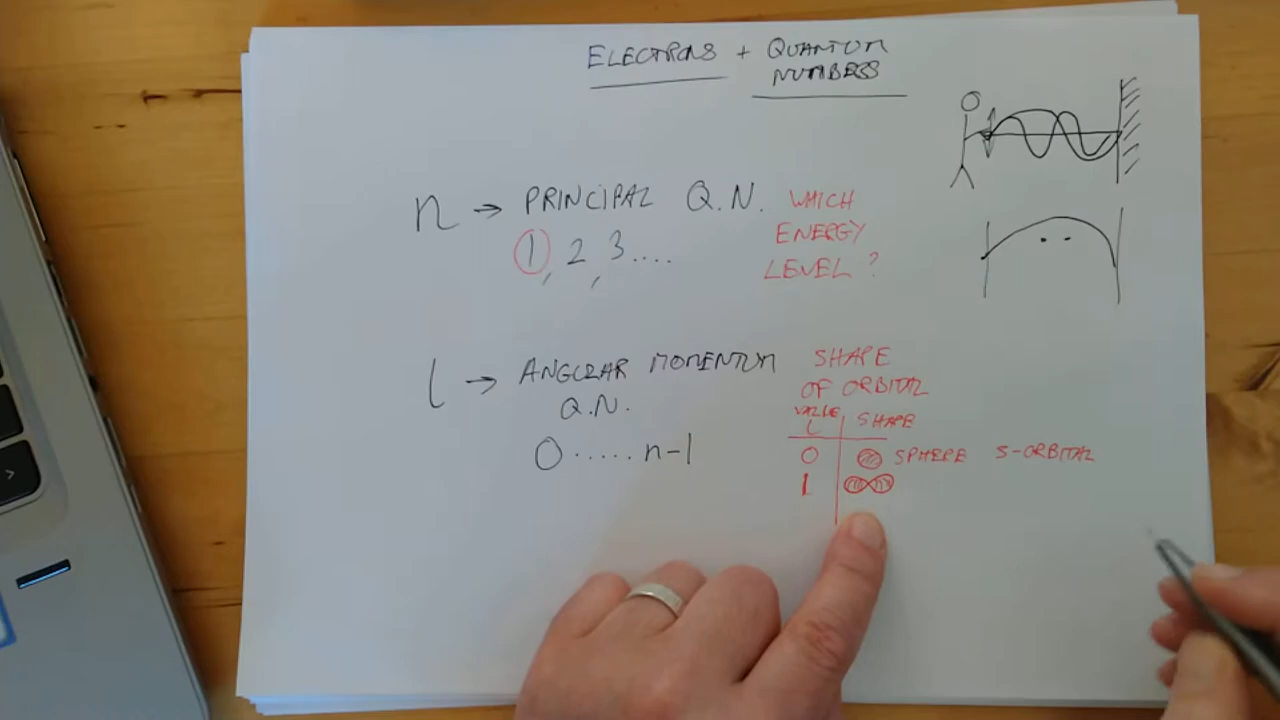 ELECTRONS + QUANTUM
NUMBERS
n → PRINCIPAL Q.N.
1, 2, 3....
WHICH
ENERGY
LEVEL ?
l → ANGULAR MOMENTUM
Q.N.
0 ..... n-1
SHAPE
OF ORBITAL
VALUE L | SHAPE
0 | SPHERE S-ORBITAL
1